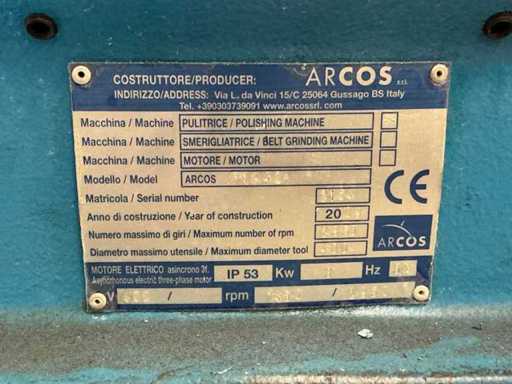 COSTRUTTORE/PRODUCER: ARCOS s.r.l.
INDIRIZZO/ADDRESS: Via L. da Vinci 15/C 25064 Gussago BS Italy
Tel. +390303739091 www.arcossrl.com
Macchina / Machine PULITRICE / POLISHING MACHINE
Macchina / Machine SMERIGLIATRICE / BELT GRINDING MACHINE
Macchina / Machine MOTORE / MOTOR
Modello / Model ARCOS
Matricola / Serial number
Anno di costruzione / Year of construction 20
Numero massimo di giri / Maximum number of rpm
Diametro massimo utensile / Maximum diameter tool
CE
ARCOS
MOTORE ELETTRICO asincrono 3f. IP 53 Kw Hz
Asynchronous electric three-phase motor
V / rpm /